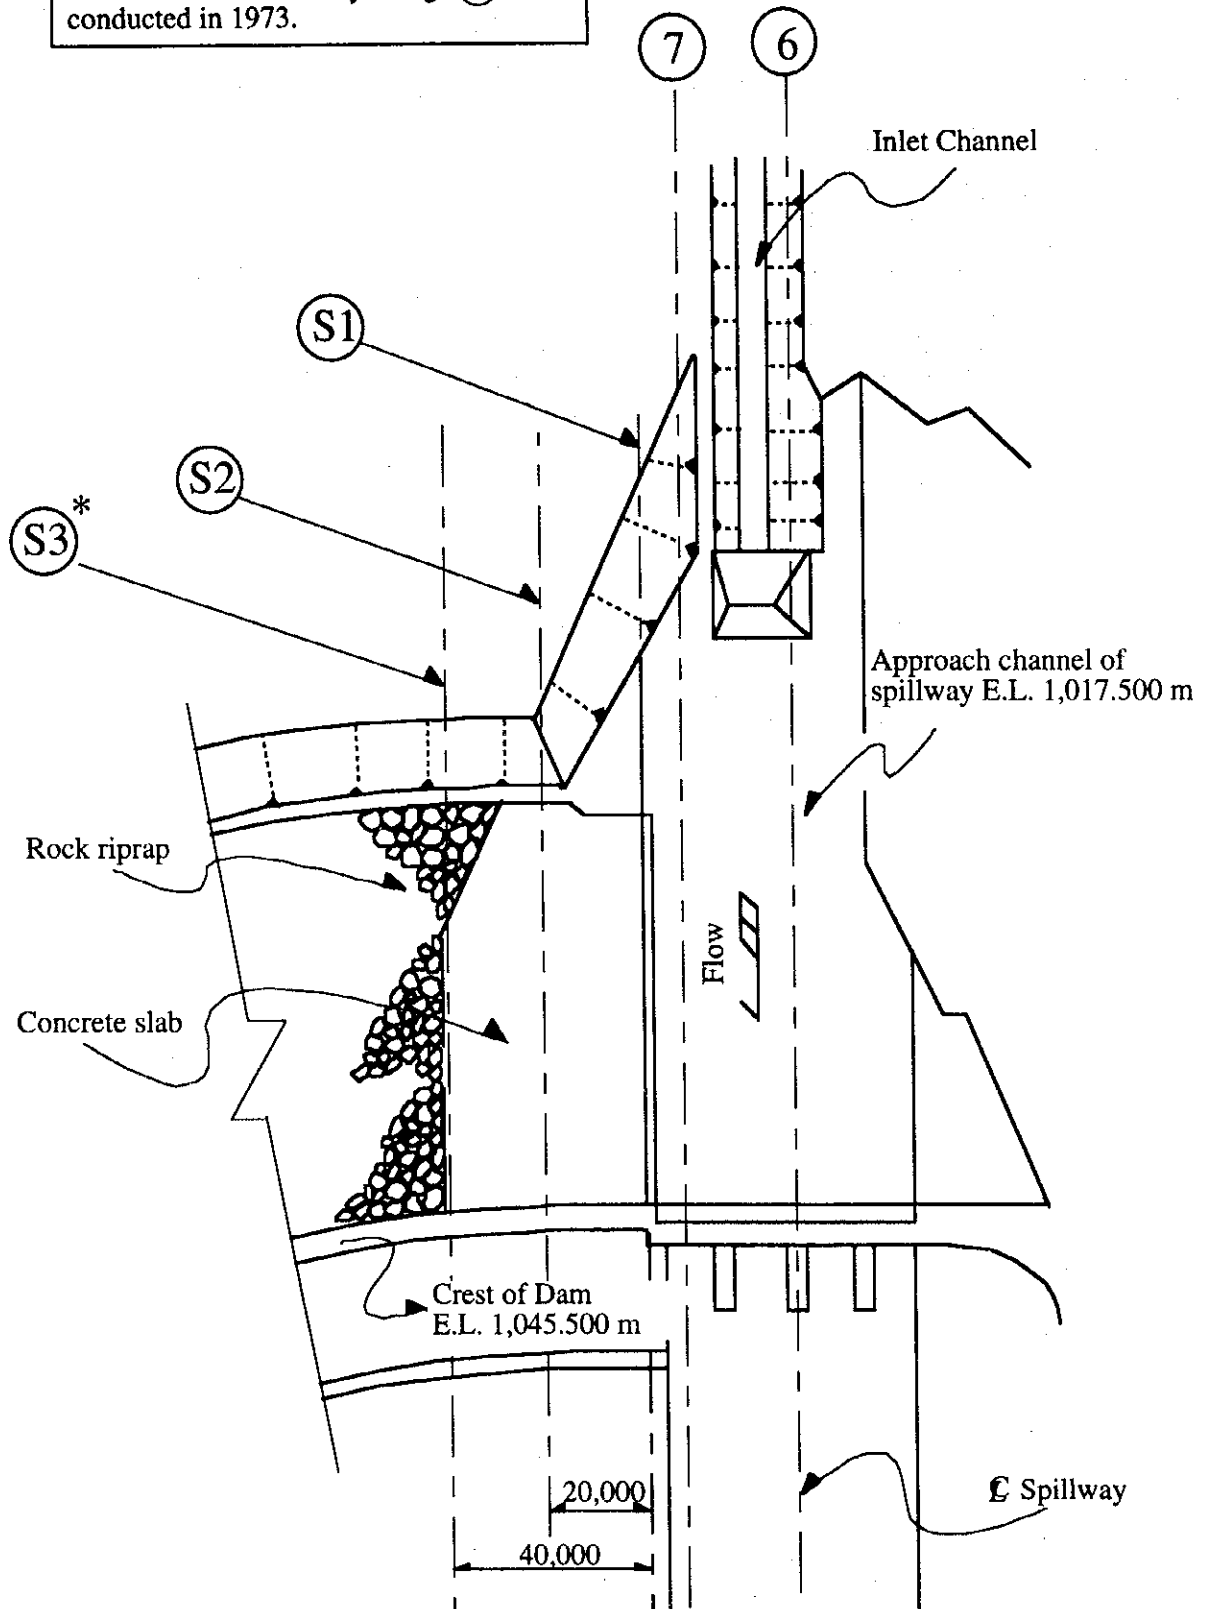 conducted in 1973.
7
6
Inlet Channel
S1
S2
S3*
Approach channel of
spillway E.L. 1,017.500 m
Rock riprap
Flow
Concrete slab
Crest of Dam
E.L. 1,045.500 m
20,000
℄ Spillway
40,000